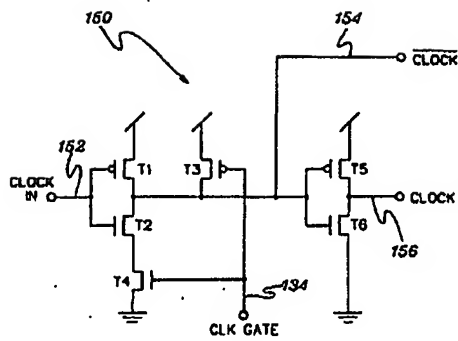 150
154
CLOCK
152
T1
T3
T5
CLOCK
IN
CLOCK
T2
T6
156
T4
134
CLK GATE